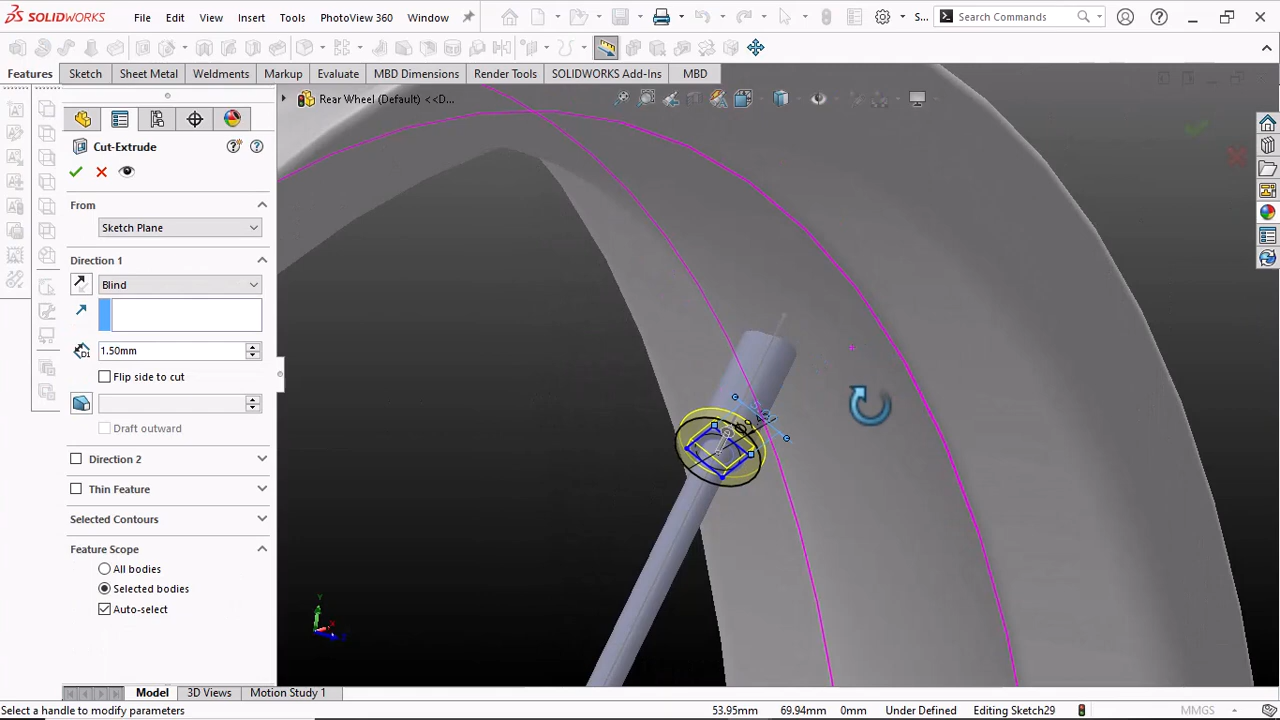 SOLIDWORKS File Edit View Insert Tools PhotoView 360 Window S... Search Commands
Features Sketch Sheet Metal Weldments Markup Evaluate MBD Dimensions Render Tools SOLIDWORKS Add-Ins MBD
Rear Wheel (Default) <<D...
Cut-Extrude
From
Sketch Plane
Direction 1
Blind
D1 1.50mm
Flip side to cut
Draft outward
Direction 2
Thin Feature
Selected Contours
Feature Scope
All bodies
Selected bodies
Auto-select
Model 3D Views Motion Study 1
Select a handle to modify parameters 53.95mm 69.94mm 0mm Under Defined Editing Sketch29 MMGS